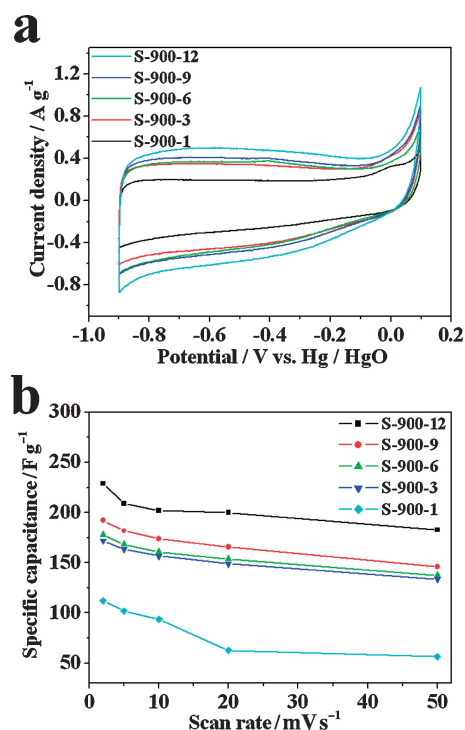 a
S-900-12
S-900-9
S-900-6
S-900-3
S-900-1
Current density / A g⁻¹
1.2
0.8
0.4
0.0
-0.4
-0.8
-1.0 -0.8 -0.6 -0.4 -0.2 0.0 0.2
Potential / V vs. Hg / HgO
b
S-900-12
S-900-9
S-900-6
S-900-3
S-900-1
Specific capacitance/F g⁻¹
300
250
200
150
100
50
0 10 20 30 40 50
Scan rate/mV s⁻¹